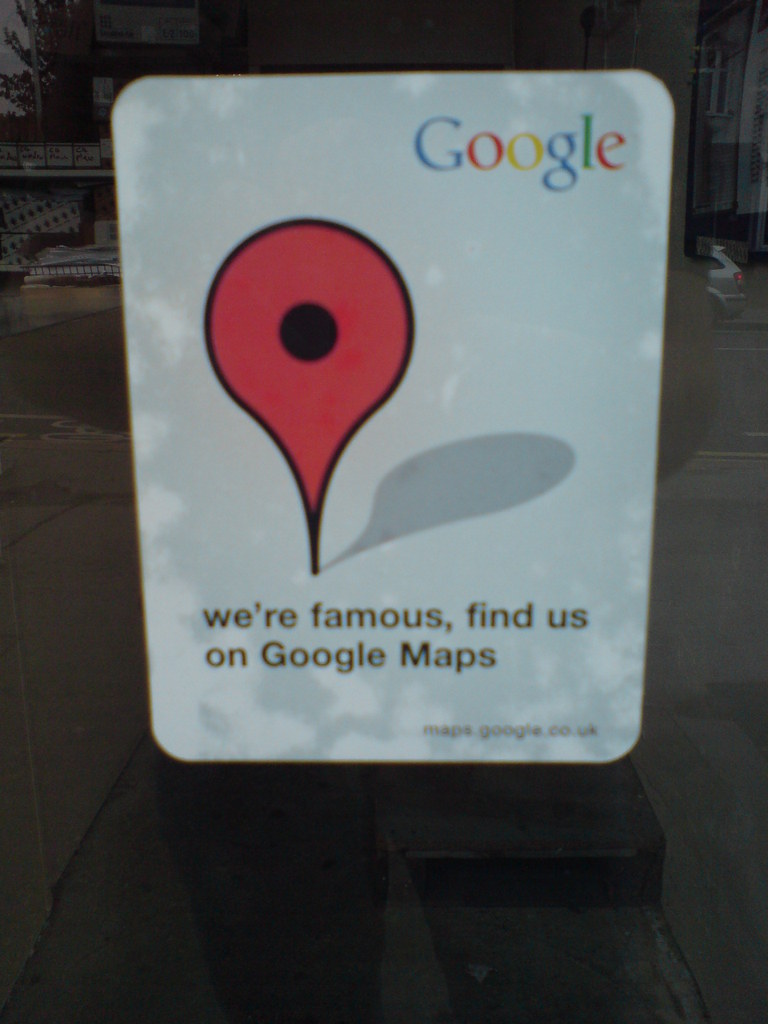 Google
we're famous, find us
on Google Maps
maps.google.co.uk